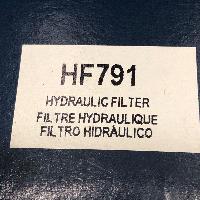 HF791
HYDRAULIC FILTER
FILTRE HYDRAULIQUE
FILTRO HIDRÁULICO